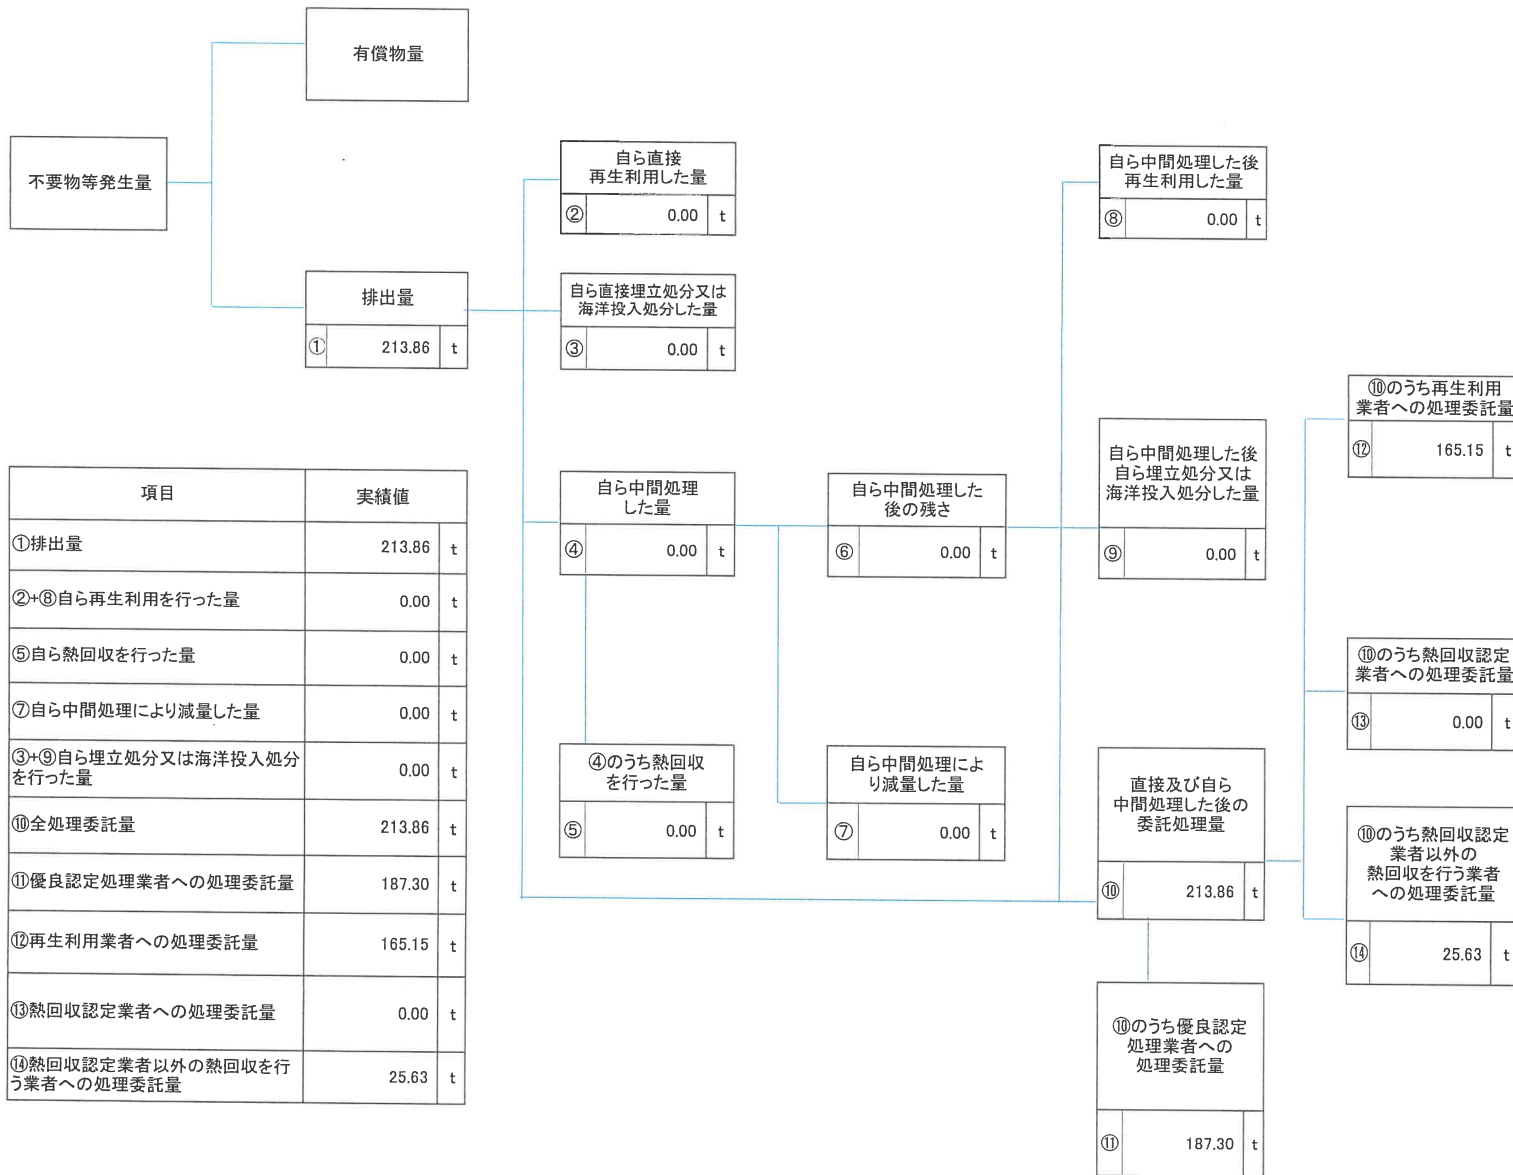 有償物量
不要物等発生量
排出量
① 213.86 t
自ら直接
再生利用した量
② 0.00 t
自ら直接埋立処分又は
海洋投入処分した量
③ 0.00 t
自ら中間処理
した量
④ 0.00 t
④のうち熱回収
を行った量
⑤ 0.00 t
自ら中間処理した
後の残さ
⑥ 0.00 t
自ら中間処理によ
り減量した量
⑦ 0.00 t
自ら中間処理した後
再生利用した量
⑧ 0.00 t
自ら中間処理した後
自ら埋立処分又は
海洋投入処分した量
⑨ 0.00 t
直接及び自ら
中間処理した後の
委託処理量
⑩ 213.86 t
⑩のうち優良認定
処理業者への
処理委託量
⑪ 187.30 t
⑩のうち再生利用
業者への処理委託量
⑫ 165.15 t
⑩のうち熱回収認定
業者への処理委託量
⑬ 0.00 t
⑩のうち熱回収認定
業者以外の
熱回収を行う業者
への処理委託量
⑭ 25.63 t
項目 実績値
①排出量 213.86 t
②+⑧自ら再生利用を行った量 0.00 t
⑤自ら熱回収を行った量 0.00 t
⑦自ら中間処理により減量した量 0.00 t
③+⑨自ら埋立処分又は海洋投入処分
を行った量 0.00 t
⑩全処理委託量 213.86 t
⑪優良認定処理業者への処理委託量 187.30 t
⑫再生利用業者への処理委託量 165.15 t
⑬熱回収認定業者への処理委託量 0.00 t
⑭熱回収認定業者以外の熱回収を行
う業者への処理委託量 25.63 t